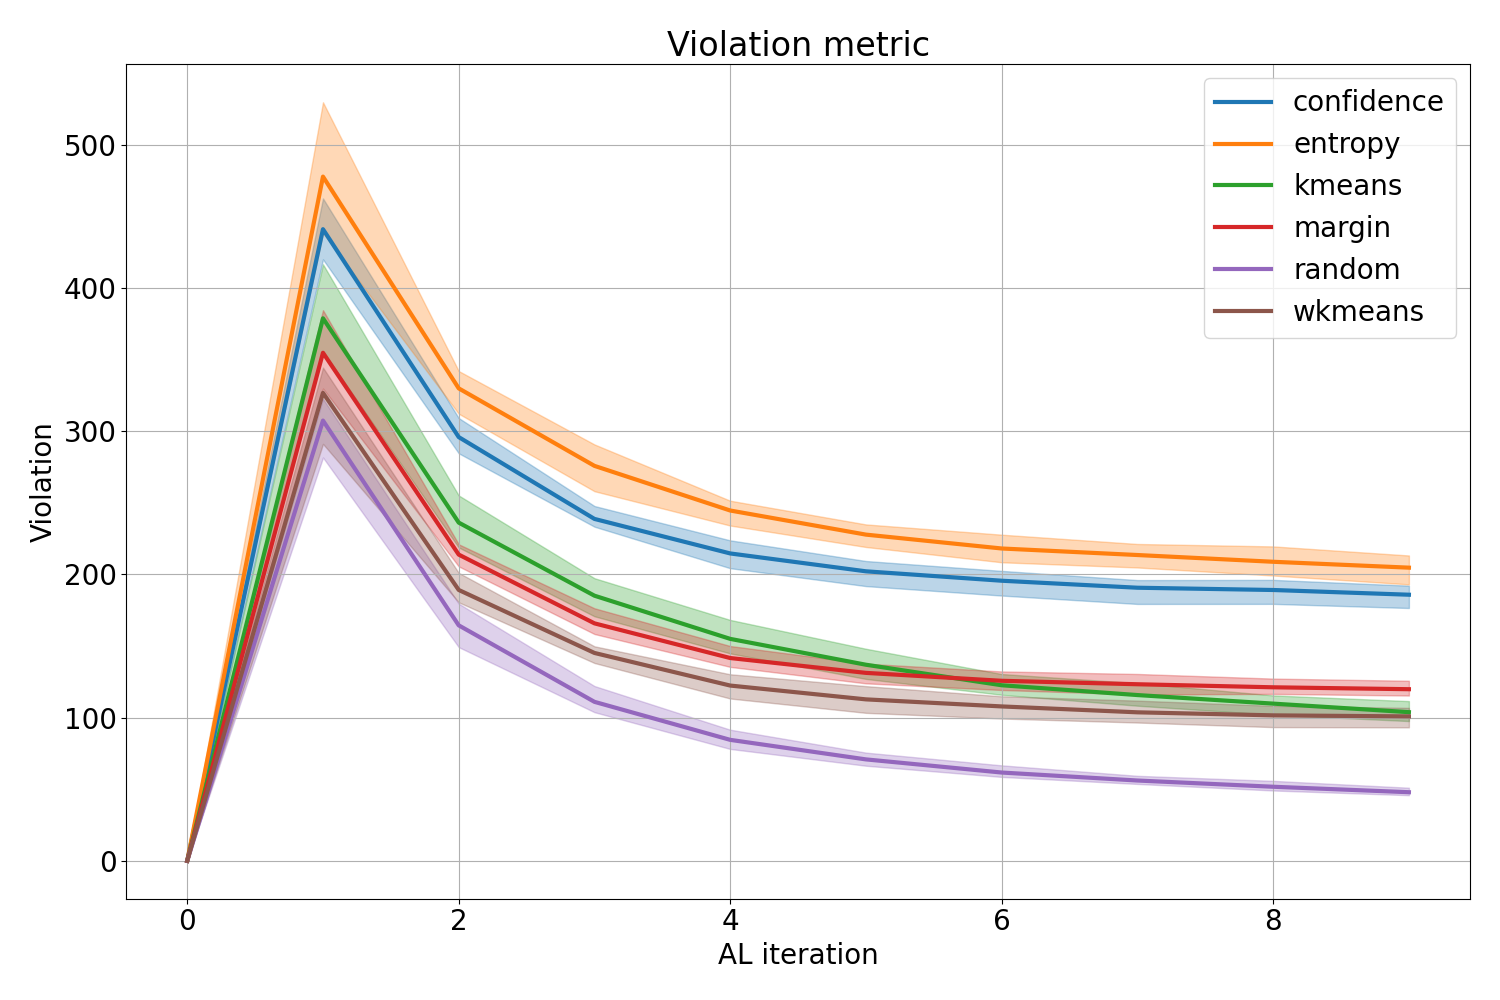 Violation metric
Violation
500
400
300
200
100
0
confidence
entropy
kmeans
margin
random
wkmeans
0 2 4 6 8
AL iteration